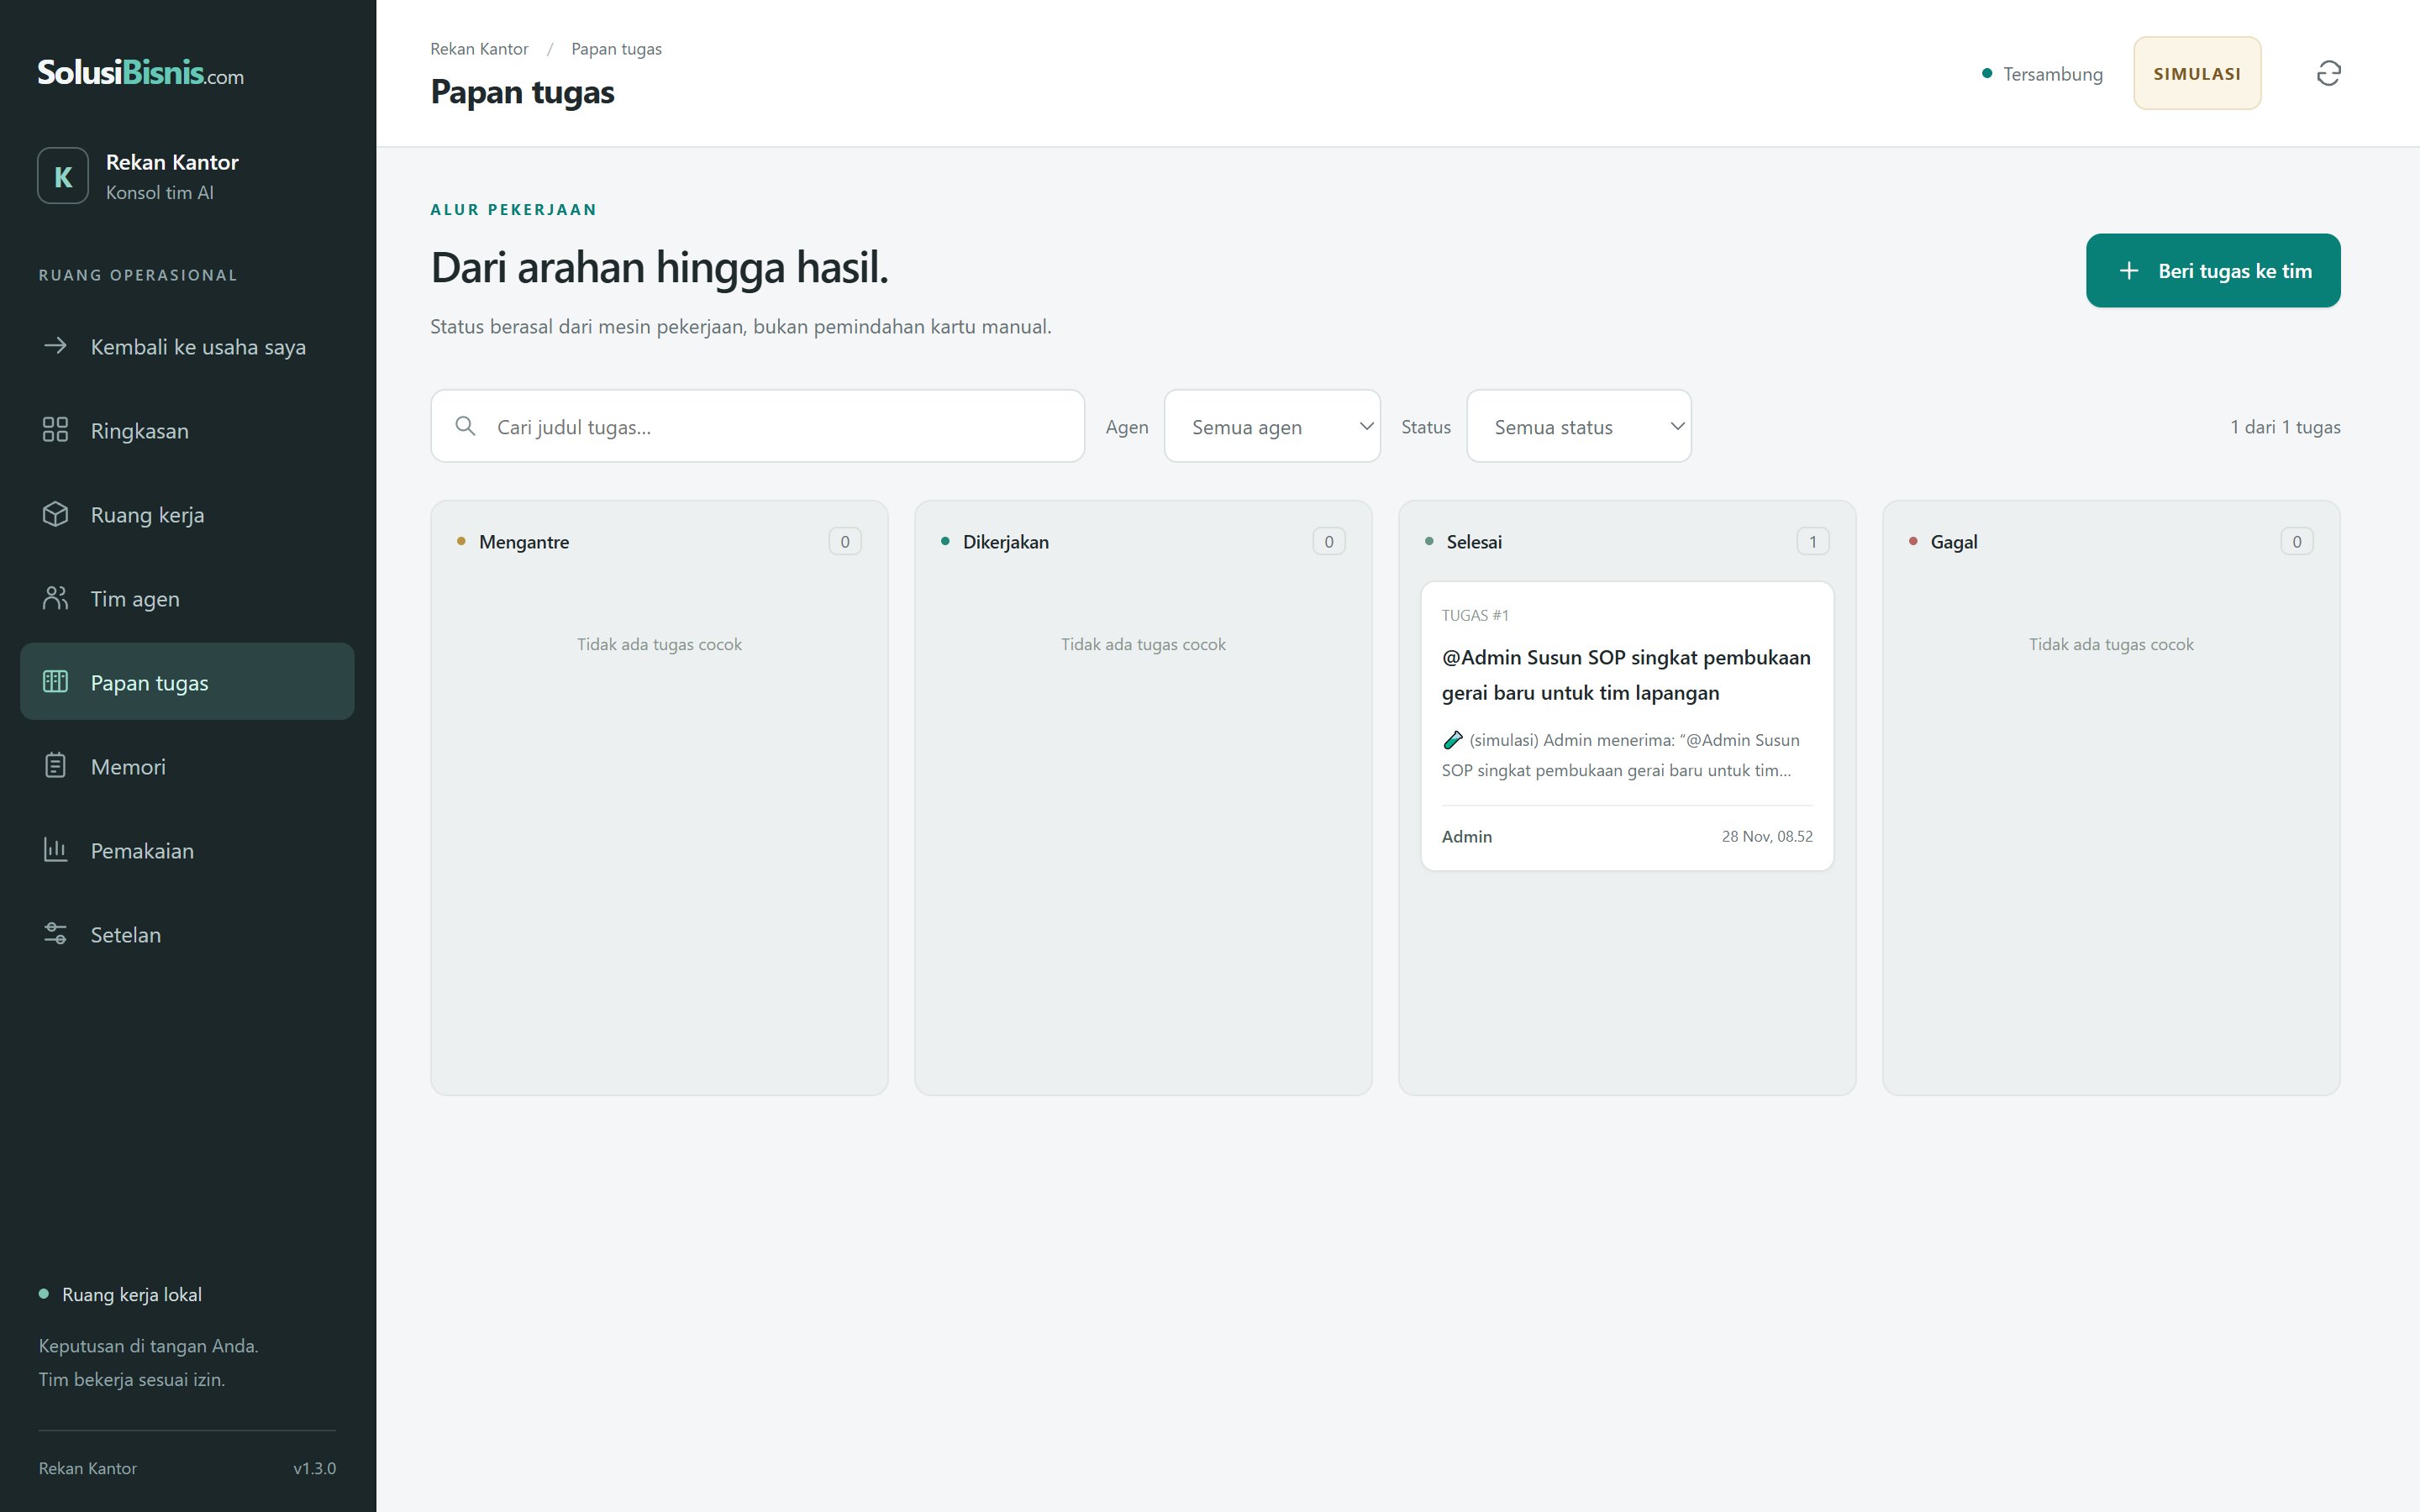 SolusiBisnis.com
K
Rekan Kantor
Konsol tim AI
RUANG OPERASIONAL
Kembali ke usaha saya
Ringkasan
Ruang kerja
Tim agen
Papan tugas
Memori
Pemakaian
Setelan
Ruang kerja lokal
Keputusan di tangan Anda.
Tim bekerja sesuai izin.
Rekan Kantor v1.3.0
Rekan Kantor / Papan tugas
Papan tugas
Tersambung
SIMULASI
ALUR PEKERJAAN
Dari arahan hingga hasil.
Status berasal dari mesin pekerjaan, bukan pemindahan kartu manual.
Beri tugas ke tim
Cari judul tugas...
Agen
Semua agen
Status
Semua status
1 dari 1 tugas
Mengantre 0
Tidak ada tugas cocok
Dikerjakan 0
Tidak ada tugas cocok
Selesai 1
TUGAS #1
@Admin Susun SOP singkat pembukaan
gerai baru untuk tim lapangan
🧪 (simulasi) Admin menerima: “@Admin Susun
SOP singkat pembukaan gerai baru untuk tim...
Admin 28 Nov, 08.52
Gagal 0
Tidak ada tugas cocok